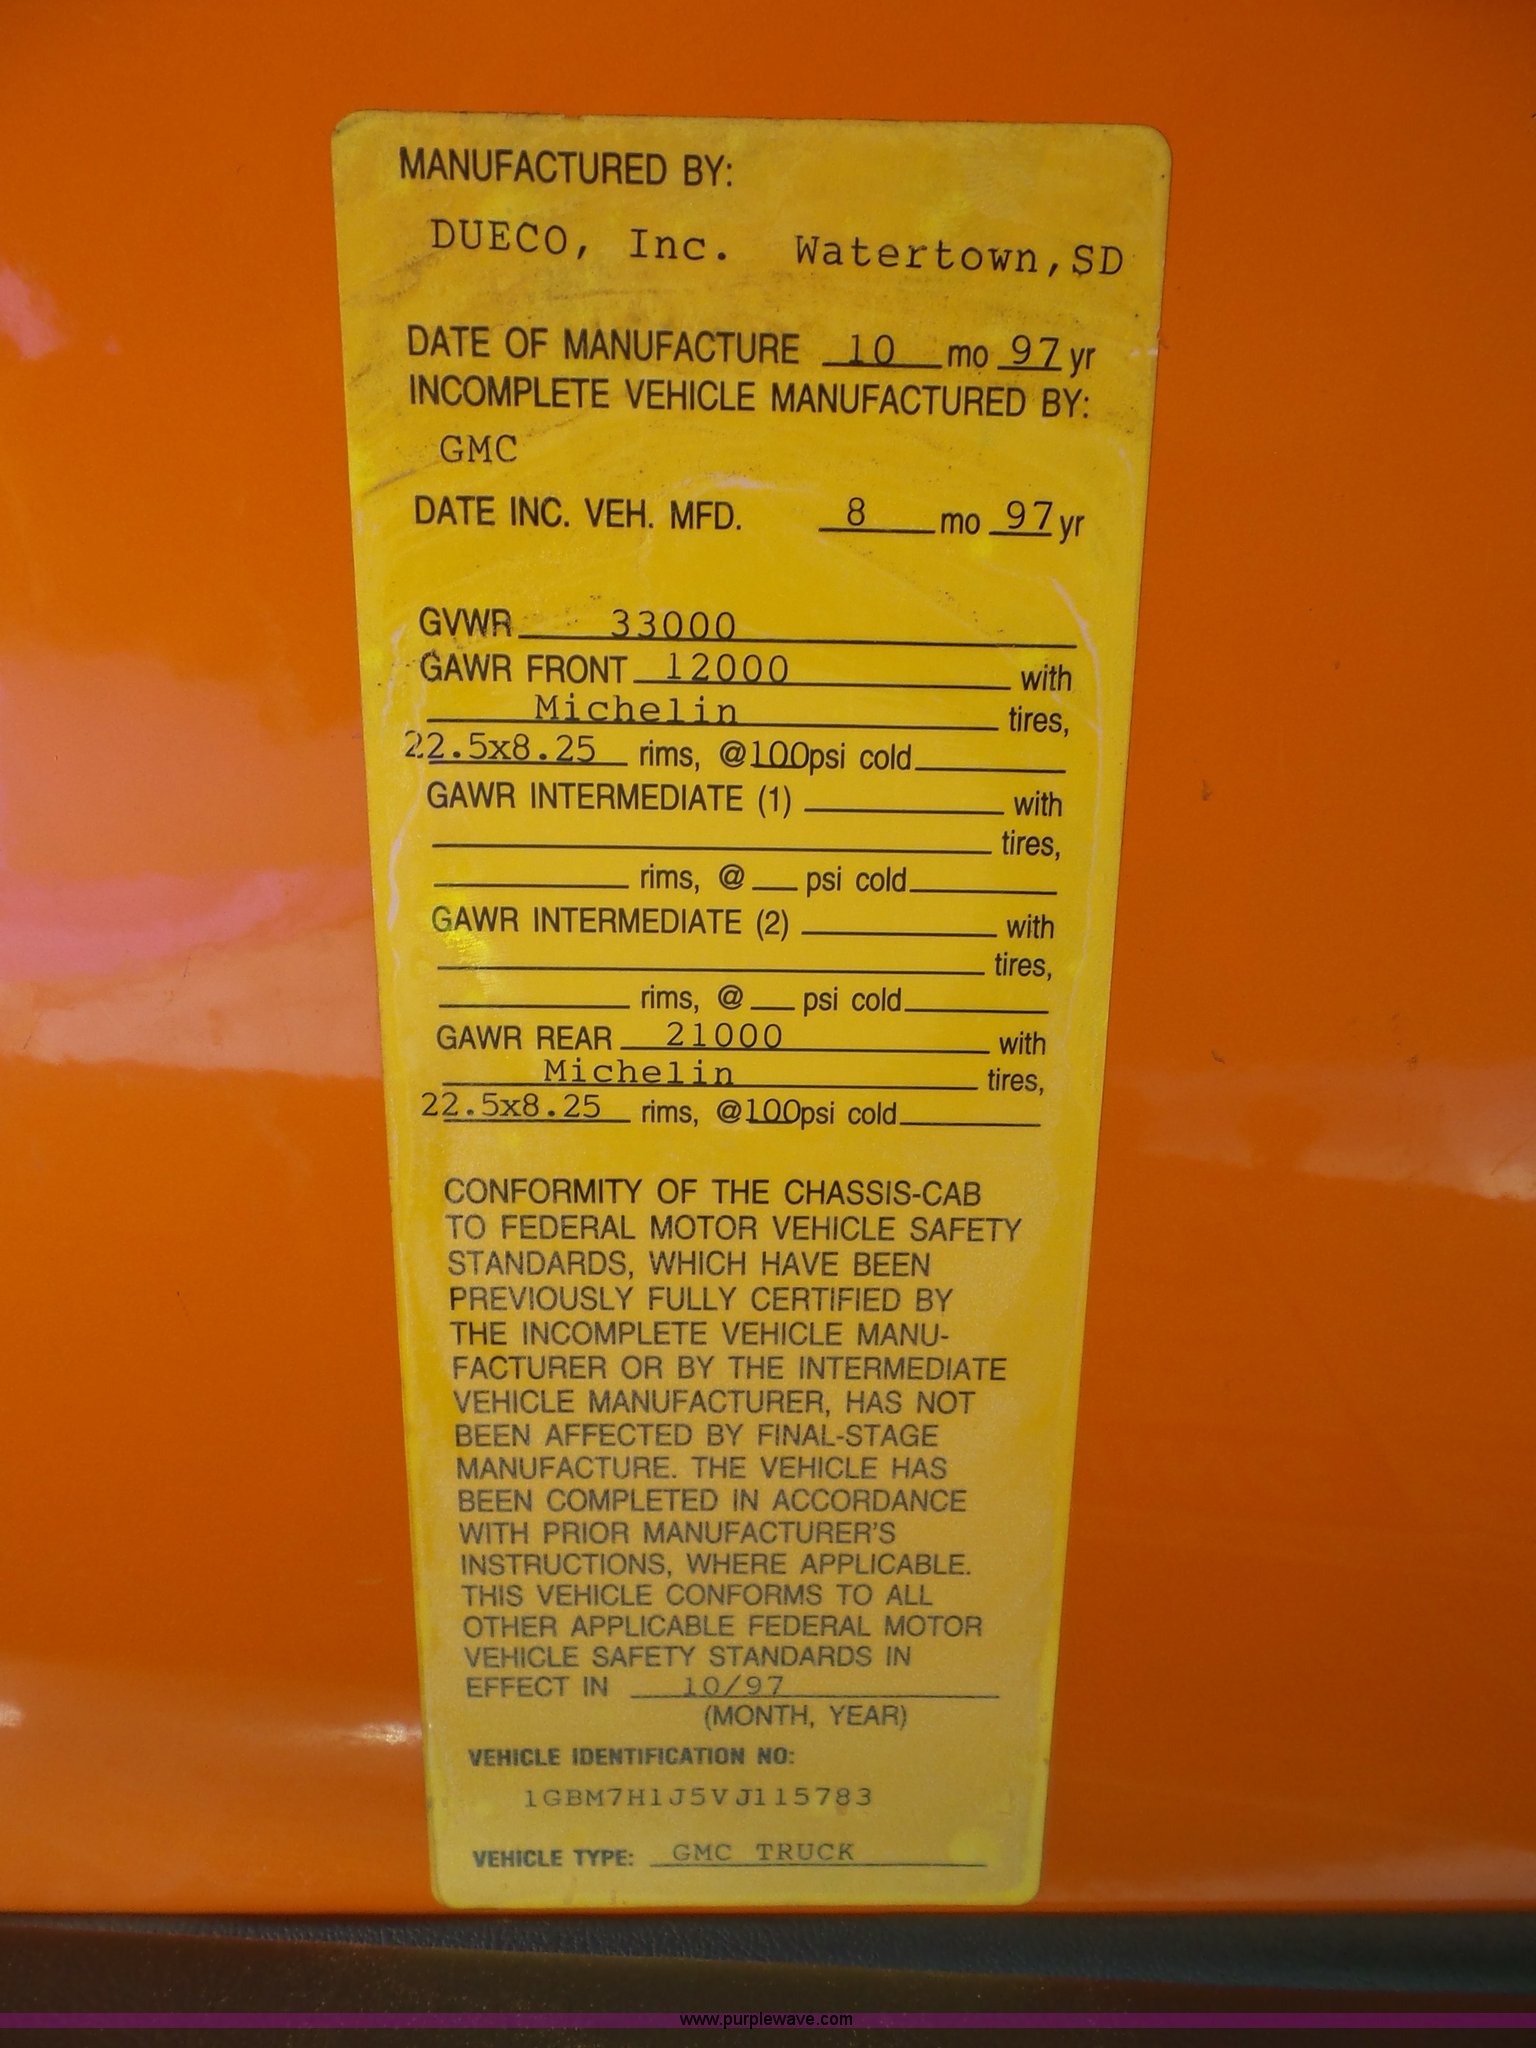 MANUFACTURED BY:
DUECO, Inc. Watertown,SD
DATE OF MANUFACTURE 10 mo 97 yr
INCOMPLETE VEHICLE MANUFACTURED BY:
GMC
DATE INC. VEH. MFD. 8 mo 97 yr
GVWR 33000
GAWR FRONT 12000 with
Michelin tires,
22.5x8.25 rims, @100psi cold
GAWR INTERMEDIATE (1) with
tires,
rims, @ psi cold
GAWR INTERMEDIATE (2) with
tires,
rims, @ psi cold
GAWR REAR 21000 with
Michelin tires,
22.5x8.25 rims, @100psi cold
CONFORMITY OF THE CHASSIS-CAB
TO FEDERAL MOTOR VEHICLE SAFETY
STANDARDS, WHICH HAVE BEEN
PREVIOUSLY FULLY CERTIFIED BY
THE INCOMPLETE VEHICLE MANU-
FACTURER OR BY THE INTERMEDIATE
VEHICLE MANUFACTURER, HAS NOT
BEEN AFFECTED BY FINAL-STAGE
MANUFACTURE. THE VEHICLE HAS
BEEN COMPLETED IN ACCORDANCE
WITH PRIOR MANUFACTURER'S
INSTRUCTIONS, WHERE APPLICABLE.
THIS VEHICLE CONFORMS TO ALL
OTHER APPLICABLE FEDERAL MOTOR
VEHICLE SAFETY STANDARDS IN
EFFECT IN 10/97
(MONTH, YEAR)
VEHICLE IDENTIFICATION NO:
1GBM7H1J5VJ115783
VEHICLE TYPE: GMC TRUCK
www.purplewave.com